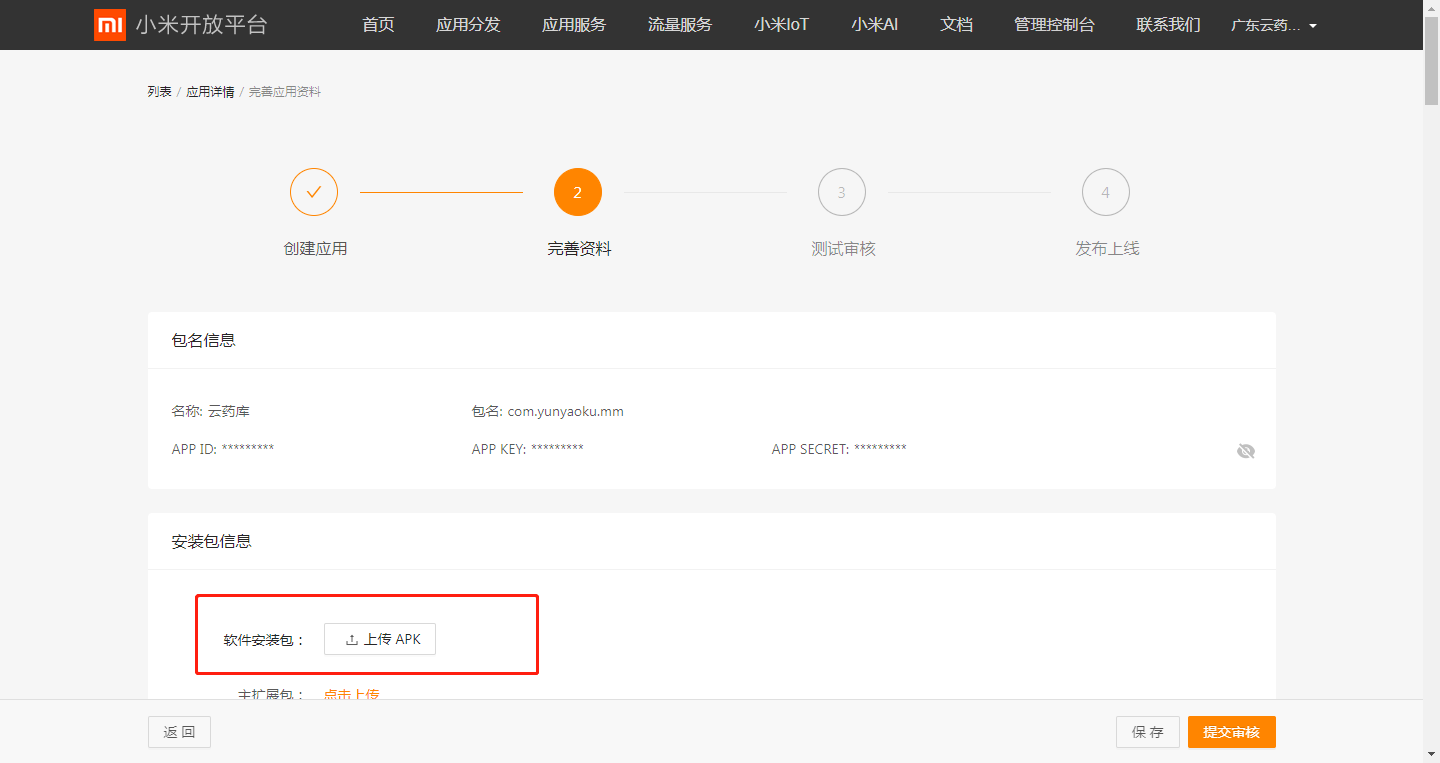 小米开放平台 首页 应用分发 应用服务 流量服务 小米IoT 小米AI 文档 管理控制台 联系我们 广东云药...
列表 / 应用详情 / 完善应用资料
2 3 4
创建应用 完善资料 测试审核 发布上线
包名信息
名称: 云药库 包名: com.yunyaoku.mm
APP ID: ********* APP KEY: ********* APP SECRET: *********
安装包信息
软件安装包： 上传 APK
主扩展包： 点击上传
返 回 保 存 提交审核